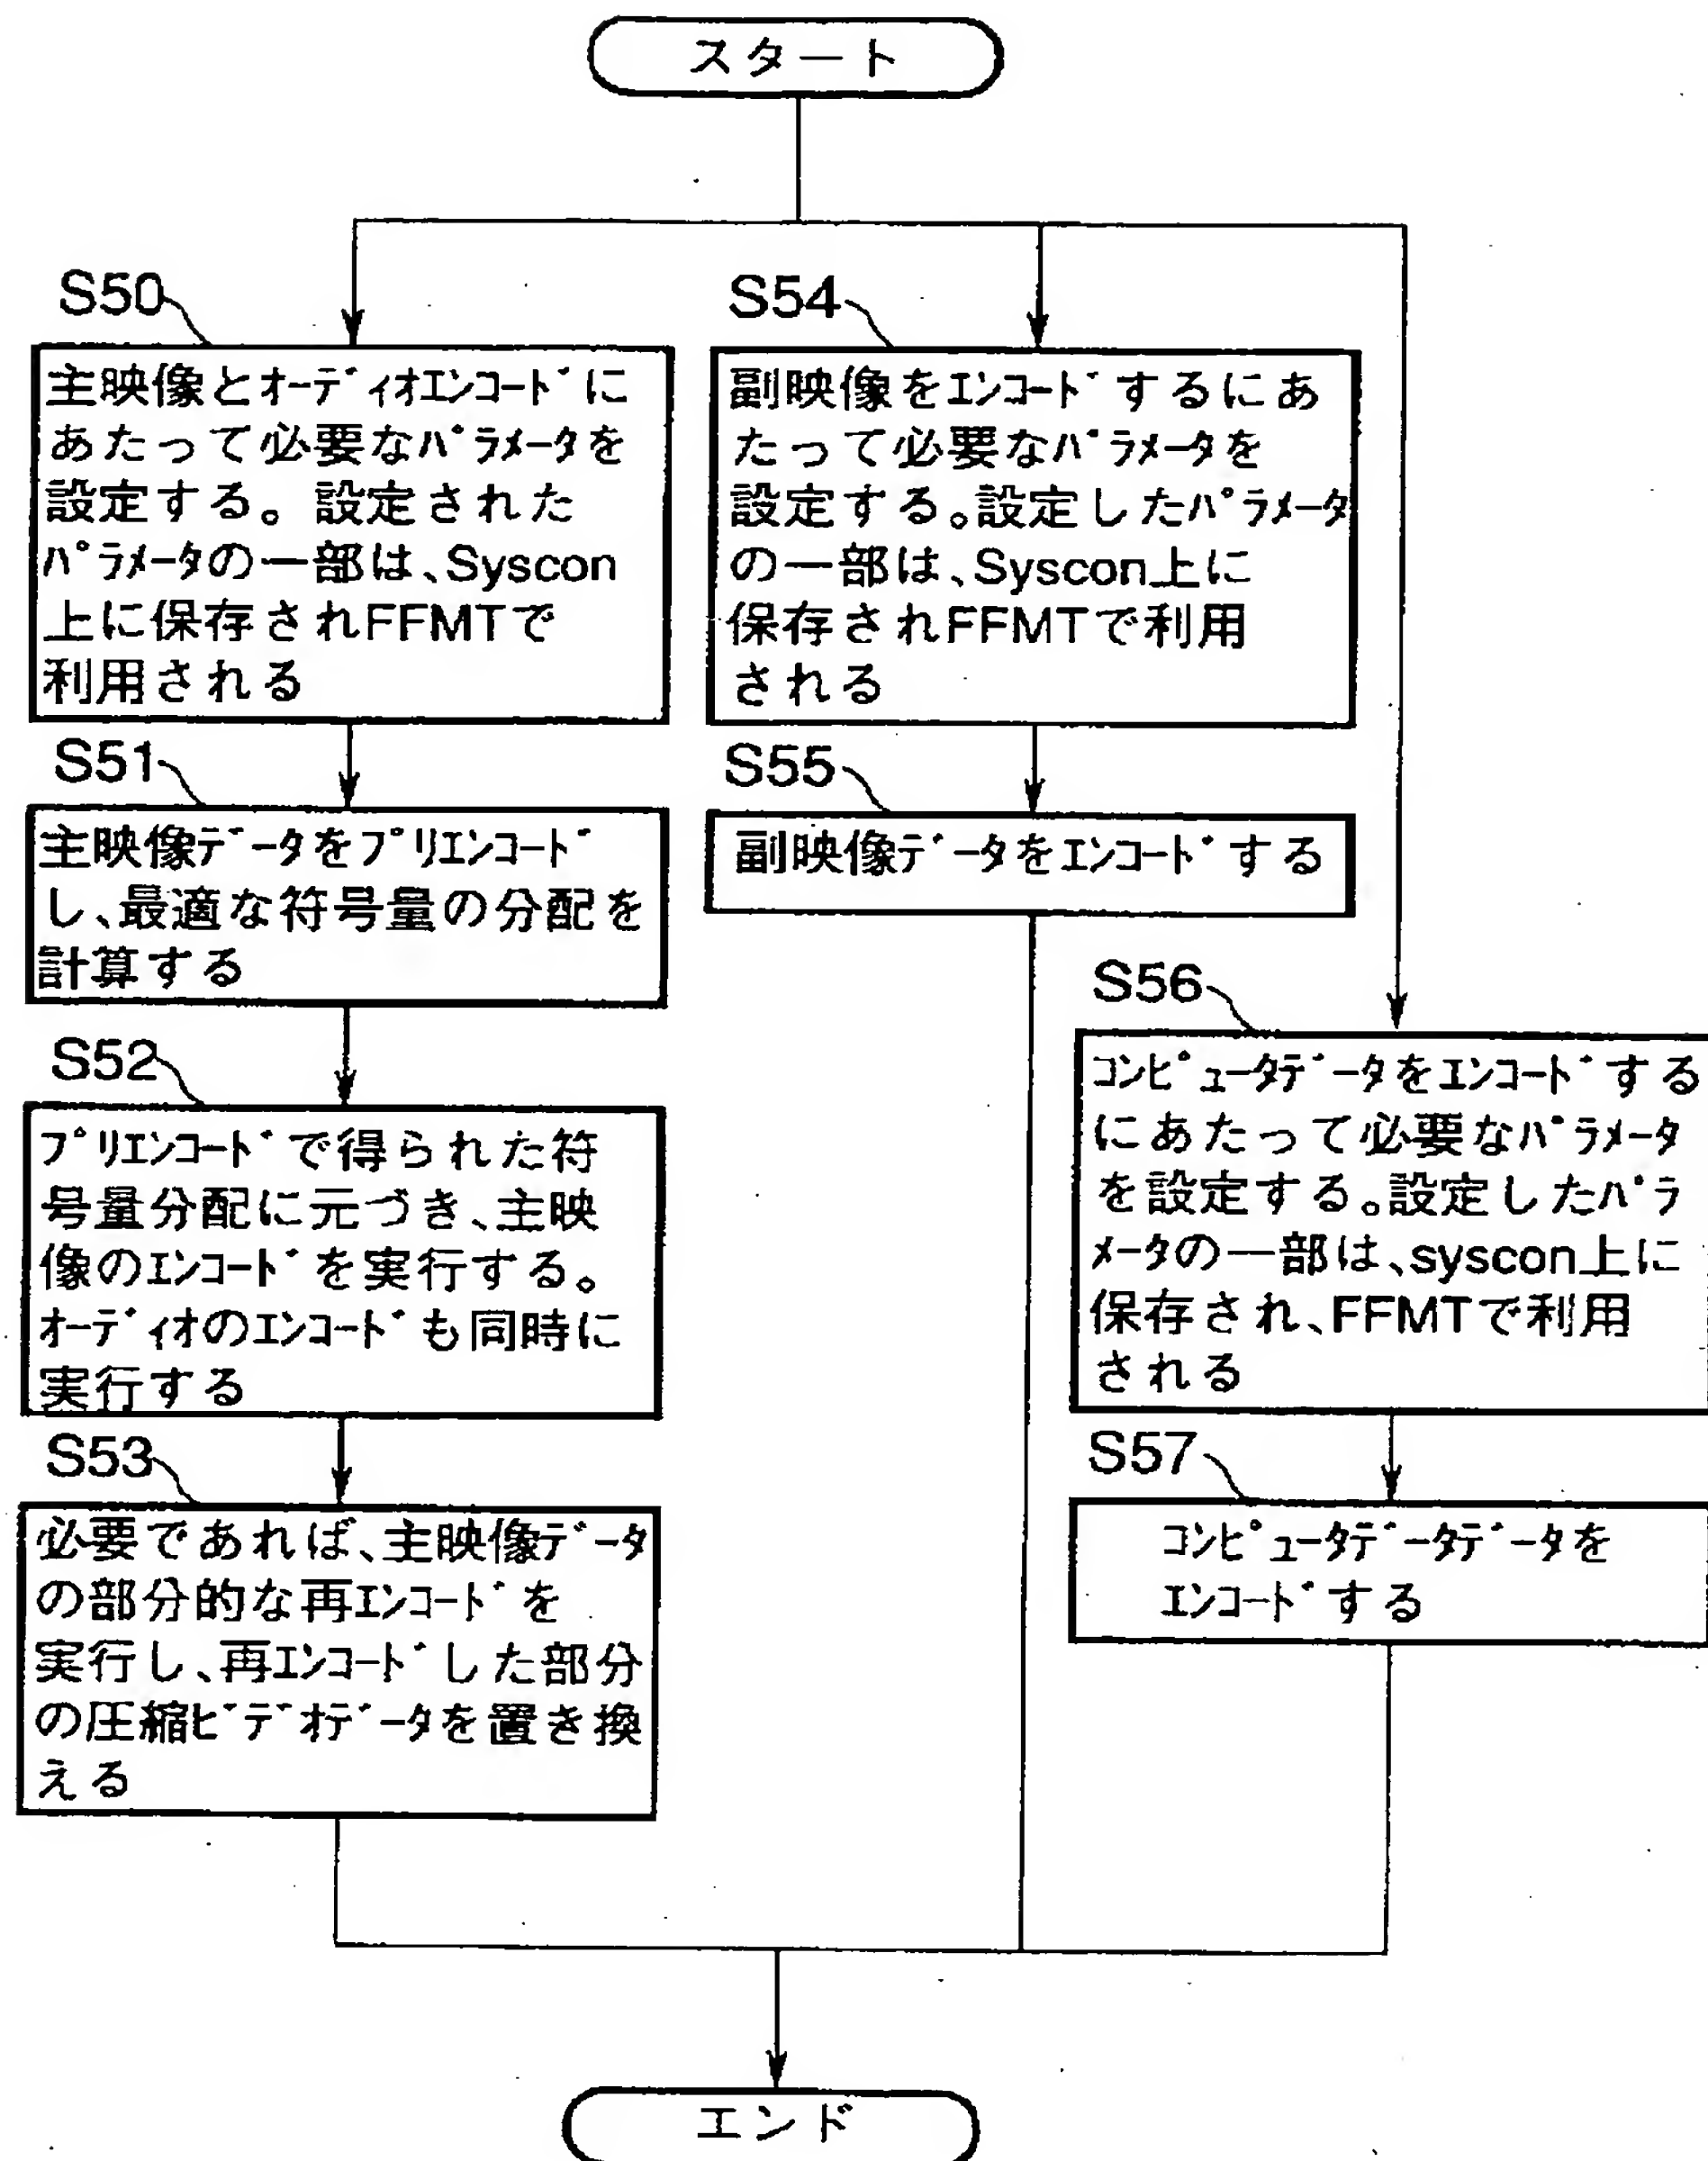 スタート
S50
主映像とオーディオエンコードに
あたって必要なパラメータを
設定する。設定された
パラメータの一部は、Syscon
上に保存されFFMTで
利用される
S51
主映像データをプリエンコード
し、最適な符号量の分配を
計算する
S52
プリエンコードで得られた符
号量分配に元づき、主映
像のエンコードを実行する。
オーディオのエンコードも同時に
実行する
S53
必要であれば、主映像データ
の部分的な再エンコードを
実行し、再エンコードした部分
の圧縮ビデオデータを置き換
える
S54
副映像をエンコードするにあ
たって必要なパラメータを
設定する。設定したパラメータ
の一部は、Syscon上に
保存されFFMTで利用
される
S55
副映像データをエンコードする
S56
コンピュータデータをエンコードする
にあたって必要なパラメータ
を設定する。設定したパラ
メータの一部は、syscon上に
保存され、FFMTで利用
される
S57
コンピュータデータデータを
エンコードする
エンド